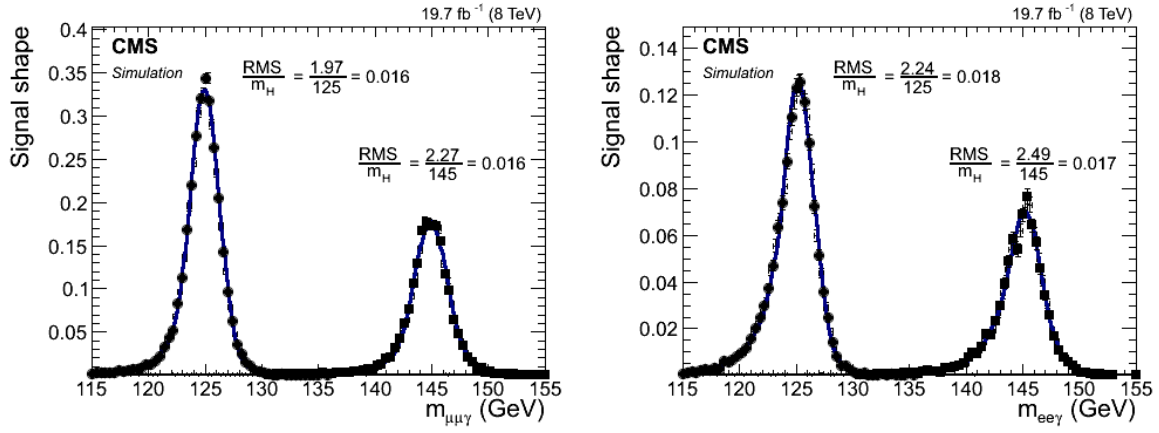 19.7 fb⁻¹ (8 TeV)
CMS
Simulation
RMS/m_H = 1.97/125 = 0.016
RMS/m_H = 2.27/145 = 0.016
Signal shape
0.4
0.35
0.3
0.25
0.2
0.15
0.1
0.05
115 120 125 130 135 140 145 150 155
m_μμγ (GeV)
19.7 fb⁻¹ (8 TeV)
CMS
Simulation
RMS/m_H = 2.24/125 = 0.018
RMS/m_H = 2.49/145 = 0.017
Signal shape
0.14
0.12
0.1
0.08
0.06
0.04
0.02
115 120 125 130 135 140 145 150 155
m_eeγ (GeV)